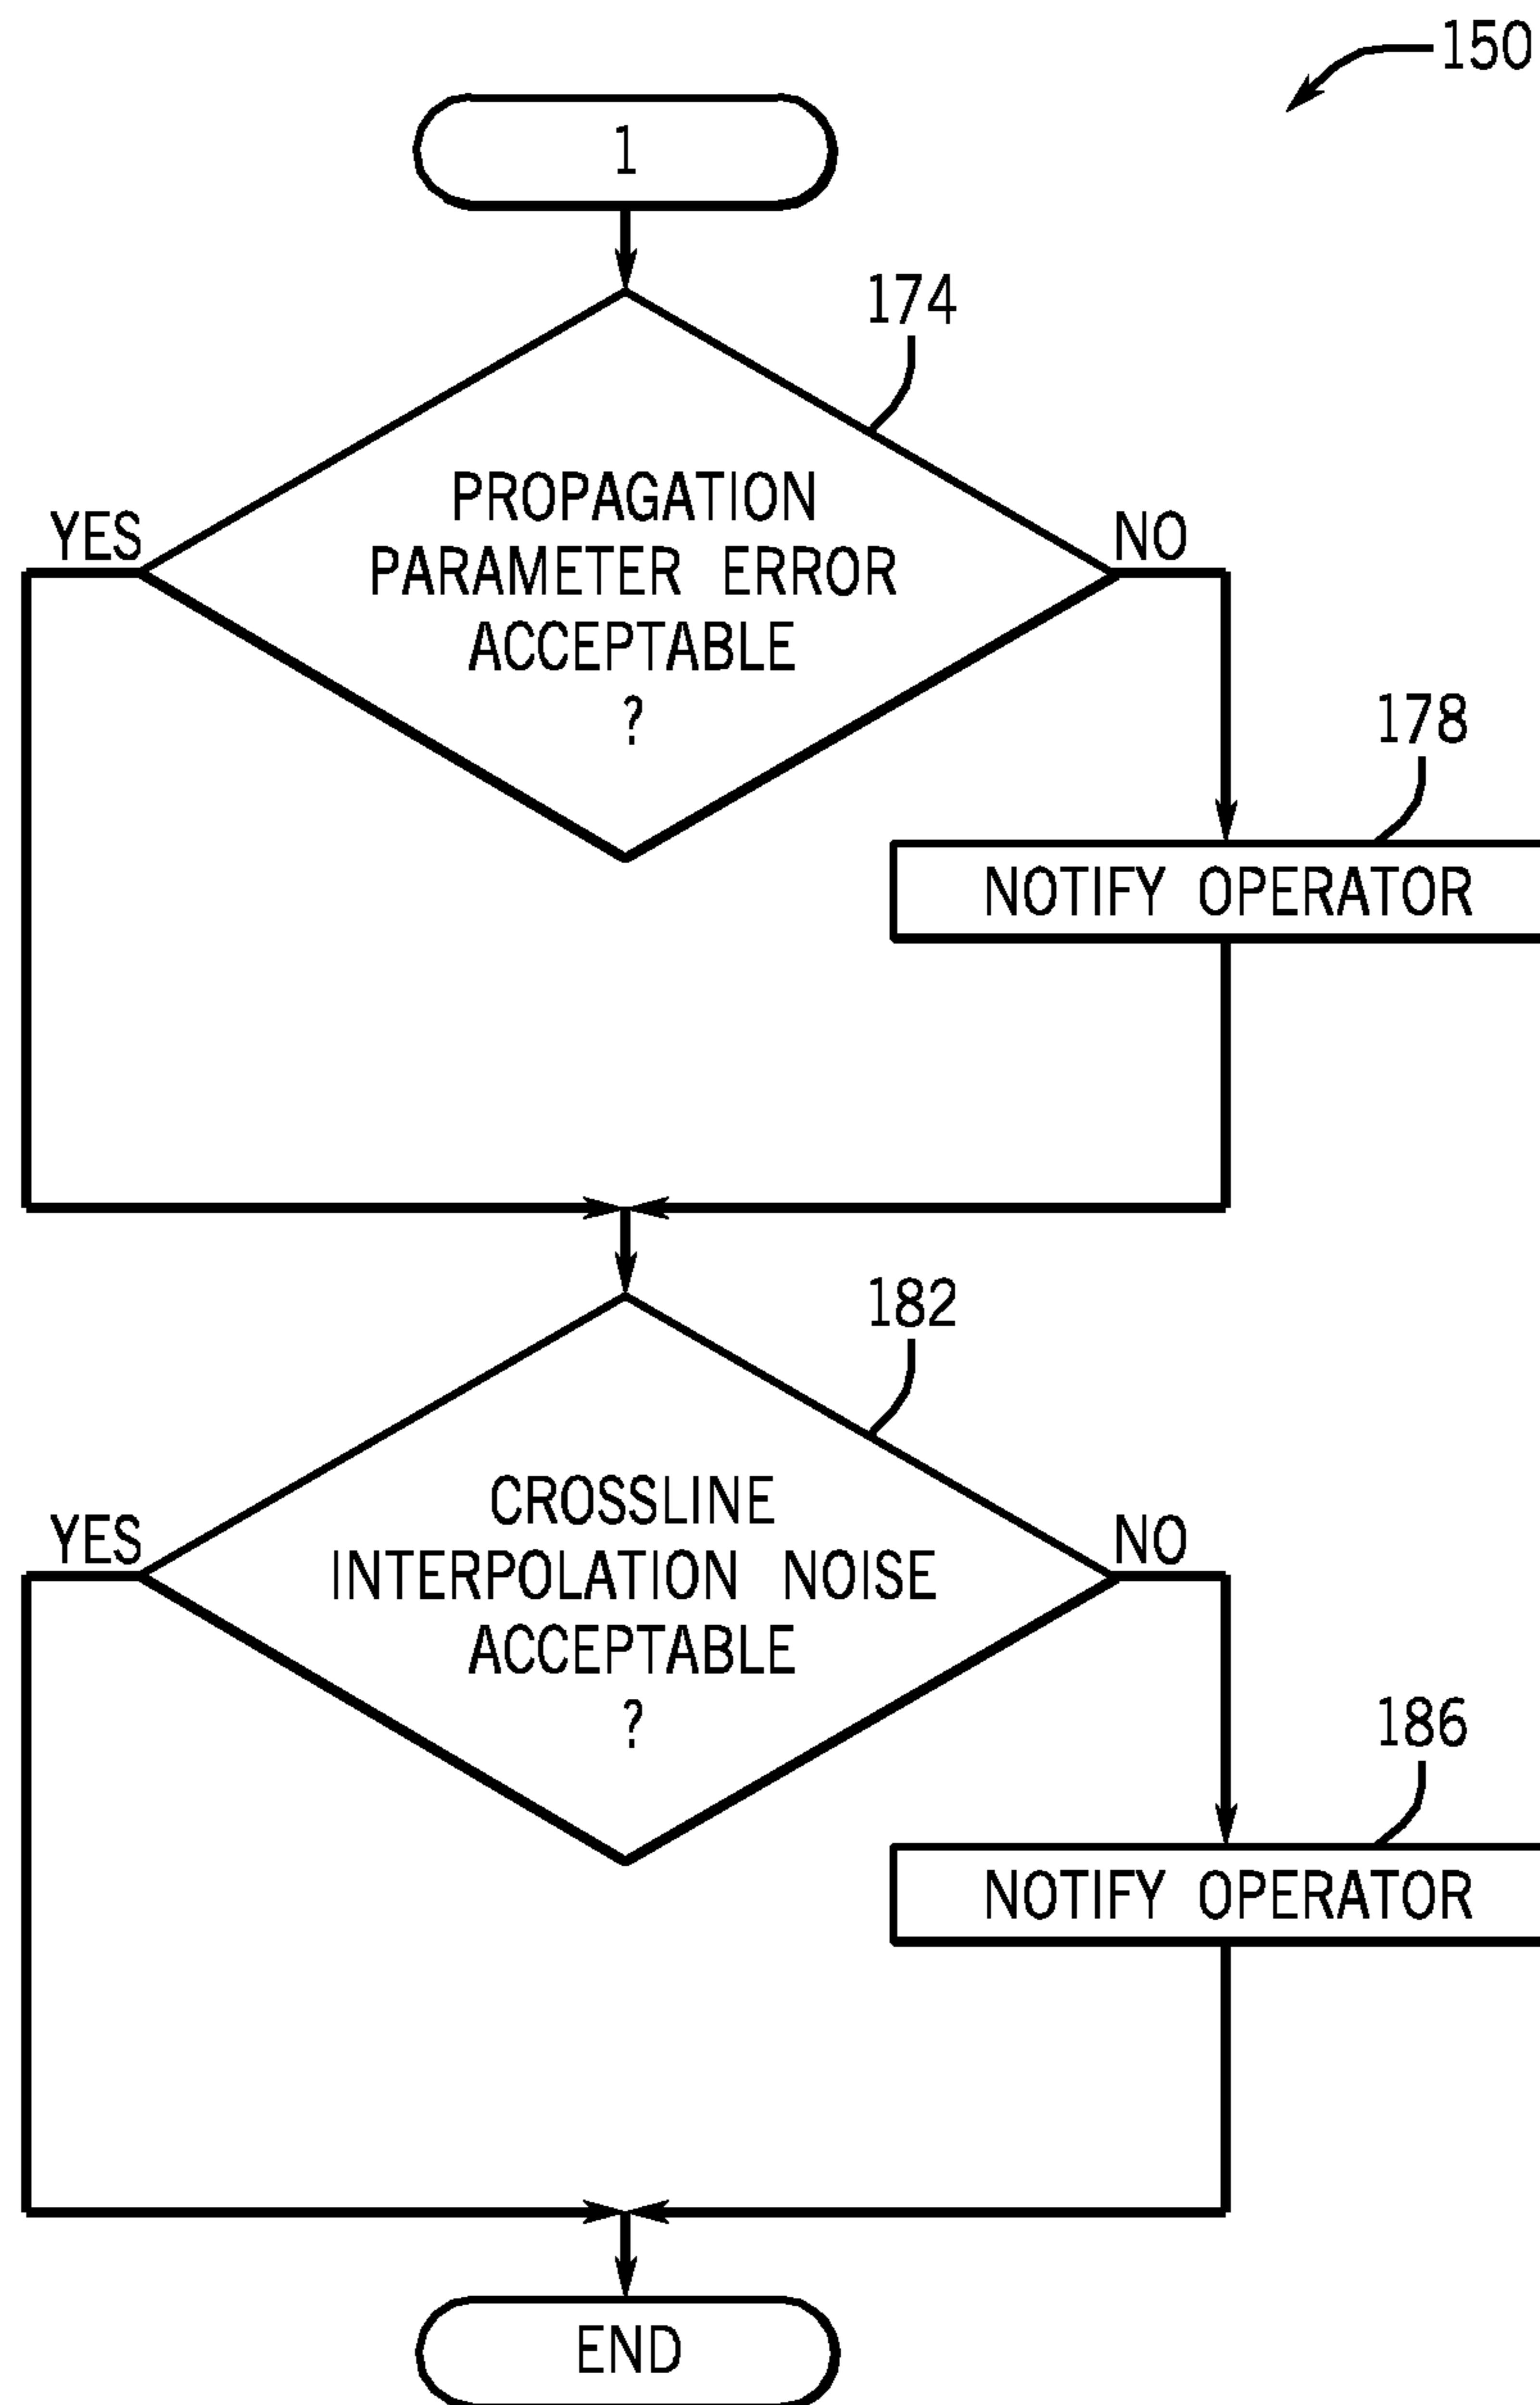 150
1
174
PROPAGATION
PARAMETER ERROR
ACCEPTABLE
?
YES
NO
178
NOTIFY OPERATOR
182
CROSSLINE
INTERPOLATION NOISE
ACCEPTABLE
?
YES
NO
186
NOTIFY OPERATOR
END